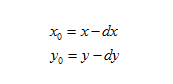 x₀ = x − dx
y₀ = y − dy